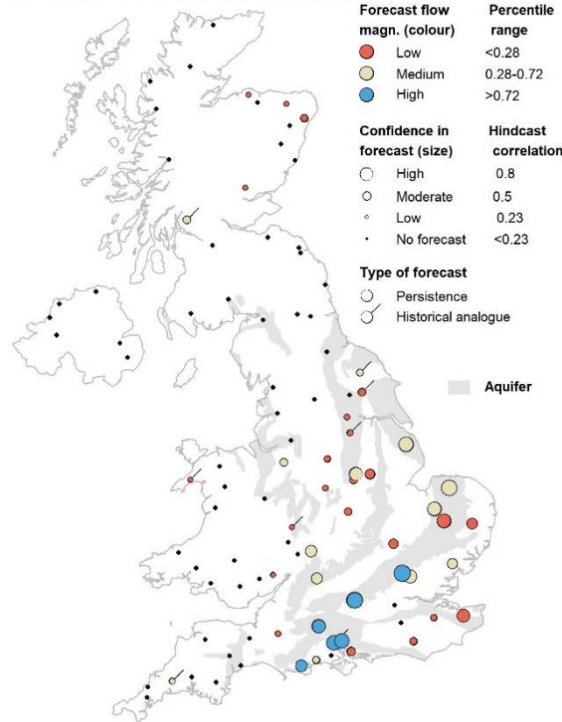 Forecast flow Percentile
magn. (colour) range
Low <0.28
Medium 0.28-0.72
High >0.72
Confidence in Hindcast
forecast (size) correlation
High 0.8
Moderate 0.5
Low 0.23
No forecast <0.23
Type of forecast
Persistence
Historical analogue
Aquifer